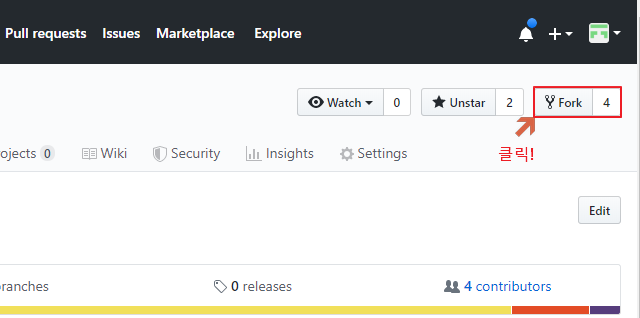 Pull requests Issues Marketplace Explore
Watch 0 Unstar 2 Fork 4
클릭!
rojects 0 Wiki Security Insights Settings
Edit
ranches 0 releases 4 contributors